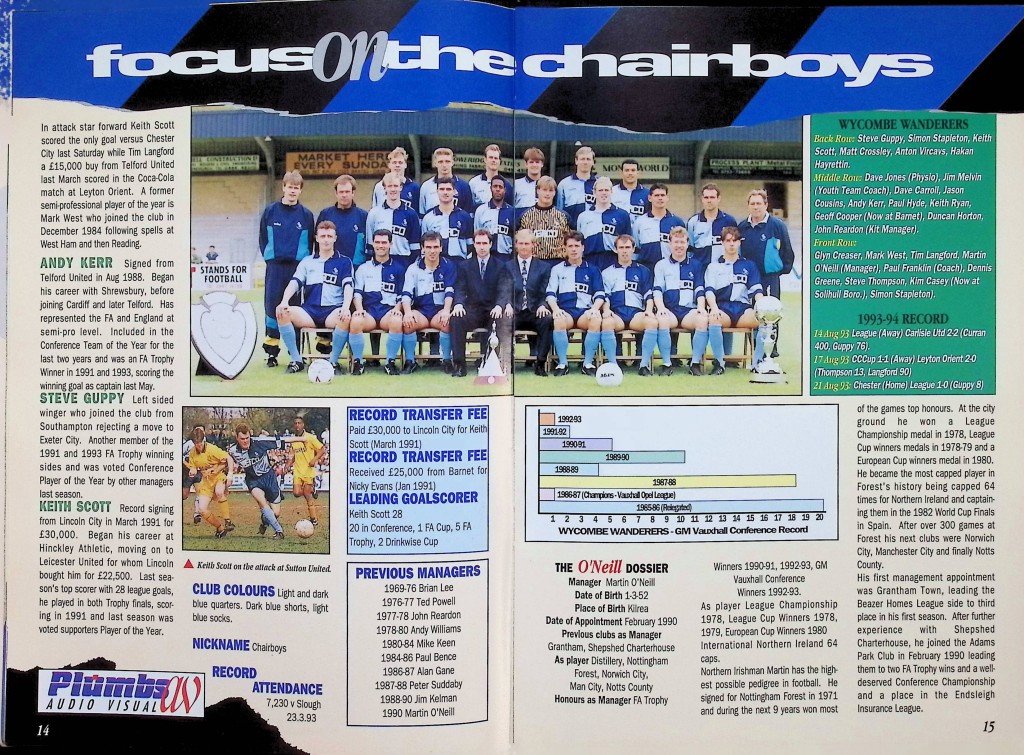 focus on the chairboys
In attack star forward Keith Scott
scored the only goal versus Chester
City last Saturday while Tim Langford
a £15,000 buy from Telford United
last March scored in the Coca-Cola
match at Leyton Orient. A former
semi-professional player of the year is
Mark West who joined the club in
December 1984 following spells at
West Ham and then Reading.
ANDY KERR Signed from
Telford United in Aug 1988. Began
his career with Shrewsbury, before
joining Cardiff and later Telford. Has
represented the FA and England at
semi-pro level. Included in the
Conference Team of the Year for the
last two years and was an FA Trophy
Winner in 1991 and 1993, scoring the
winning goal as captain last May.
STEVE GUPPY Left sided
winger who joined the club from
Southampton rejecting a move to
Exeter City. Another member of the
1991 and 1993 FA Trophy winning
sides and was voted Conference
Player of the Year by other managers
last season.
KEITH SCOTT Record signing
from Lincoln City in March 1991 for
£30,000. Began his career at
Hinckley Athletic, moving on to
Leicester United for whom Lincoln
bought him for £22,500. Last sea-
son's top scorer with 28 league goals,
he played in both Trophy finals, scor-
ing in 1991 and last season was
voted supporters Player of the Year.
Plumbs av
AUDIO VISUAL
14
MARKET HER
EVERY SUNDA
PROCESS PLANT
STANDS FOR
FOOTBALL
WYCOMBE WANDERERS
Back Row: Steve Guppy, Simon Stapleton, Keith
Scott, Matt Crossley, Anton Vircavs, Hakan
Hayrettin.
Middle Row: Dave Jones (Physio), Jim Melvin
(Youth Team Coach), Dave Carroll, Jason
Cousins, Andy Kerr, Paul Hyde, Keith Ryan,
Geoff Cooper (Now at Barnet), Duncan Horton,
John Reardon (Kit Manager).
Front Row:
Glyn Creaser, Mark West, Tim Langford, Martin
O'Neill (Manager), Paul Franklin (Coach), Dennis
Greene, Steve Thompson, Kim Casey (Now at
Solihull Boro.), Simon Stapleton).
1993-94 RECORD
14 Aug 93 League (Away) Carlisle Utd 2-2 (Curran
400, Guppy 76).
17 Aug 93 CCCup 1-1 (Away) Leyton Orient 2-0
(Thompson 13, Langford 90)
21 Aug 93: Chester (Home) League 1-0 (Guppy 8)
Keith Scott on the attack at Sutton United.
CLUB COLOURS Light and dark
blue quarters. Dark blue shorts, light
blue socks.
NICKNAME Chairboys
RECORD
ATTENDANCE
7,230 v Slough
23.3.93
RECORD TRANSFER FEE
Paid £30,000 to Lincoln City for Keith
Scott (March 1991)
RECORD TRANSFER FEE
Received £25,000 from Barnet for
Nicky Evans (Jan 1991)
LEADING GOALSCORER
Keith Scott 28
20 in Conference, 1 FA Cup, 5 FA
Trophy, 2 Drinkwise Cup
PREVIOUS MANAGERS
1969-76 Brian Lee
1976-77 Ted Powell
1977-78 John Reardon
1978-80 Andy Williams
1980-84 Mike Keen
1984-86 Paul Bence
1986-87 Alan Gane
1987-88 Peter Suddaby
1988-90 Jim Kelman
1990 Martin O'Neill
1992-93
1991-92
1990-91
1989-90
1988-89
1987-88
1986-87 (Champions - Vauxhall Opel League)
1985-86 (Relegated)
1 2 3 4 5 6 7 8 9 10 11 12 13 14 15 16 17 18 19 20
WYCOMBE WANDERERS - GM Vauxhall Conference Record
THE O'Neill DOSSIER
Manager Martin O'Neill
Date of Birth 1-3-52
Place of Birth Kilrea
Date of Appointment February 1990
Previous clubs as Manager
Grantham, Shepshed Charterhouse
As player Distillery, Nottingham
Forest, Norwich City,
Man City, Notts County
Honours as Manager FA Trophy
Winners 1990-91, 1992-93, GM
Vauxhall Conference
Winners 1992-93.
As player League Championship
1978, League Cup Winners 1978,
1979, European Cup Winners 1980
International Northern Ireland 64
caps.
Northern Irishman Martin has the high-
est possible pedigree in football. He
signed for Nottingham Forest in 1971
and during the next 9 years won most
of the games top honours. At the city
ground he won a League
Championship medal in 1978, League
Cup winners medals in 1978-79 and a
European Cup winners medal in 1980.
He became the most capped player in
Forest's history being capped 64
times for Northern Ireland and captain-
ing them in the 1982 World Cup Finals
in Spain. After over 300 games at
Forest his next clubs were Norwich
City, Manchester City and finally Notts
County.
His first management appointment
was Grantham Town, leading the
Beazer Homes League side to third
place in his first season. After further
experience with Shepshed
Charterhouse, he joined the Adams
Park Club in February 1990 leading
them to two FA Trophy wins and a well-
deserved Conference Championship
and a place in the Endsleigh
Insurance League.
15